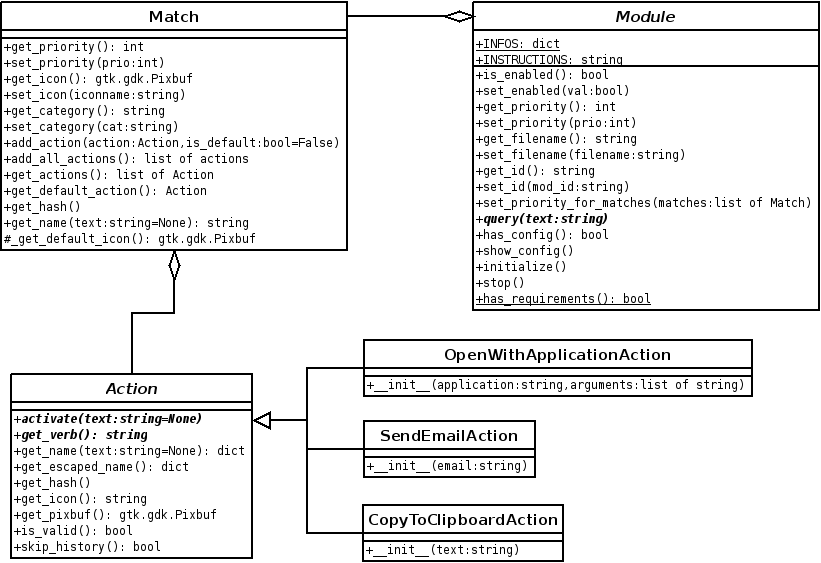 Match
+get_priority(): int
+set_priority(prio:int)
+get_icon(): gtk.gdk.Pixbuf
+set_icon(iconname:string)
+get_category(): string
+set_category(cat:string)
+add_action(action:Action,is_default:bool=False)
+add_all_actions(): list of actions
+get_actions(): list of Action
+get_default_action(): Action
+get_hash()
+get_name(text:string=None): string
#_get_default_icon(): gtk.gdk.Pixbuf
Module
+INFOS: dict
+INSTRUCTIONS: string
+is_enabled(): bool
+set_enabled(val:bool)
+get_priority(): int
+set_priority(prio:int)
+get_filename(): string
+set_filename(filename:string)
+get_id(): string
+set_id(mod_id:string)
+set_priority_for_matches(matches:list of Match)
+query(text:string)
+has_config(): bool
+show_config()
+initialize()
+stop()
+has_requirements(): bool
Action
+activate(text:string=None)
+get_verb(): string
+get_name(text:string=None): dict
+get_escaped_name(): dict
+get_hash()
+get_icon(): string
+get_pixbuf(): gtk.gdk.Pixbuf
+is_valid(): bool
+skip_history(): bool
OpenWithApplicationAction
+__init__(application:string,arguments:list of string)
SendEmailAction
+__init__(email:string)
CopyToClipboardAction
+__init__(text:string)